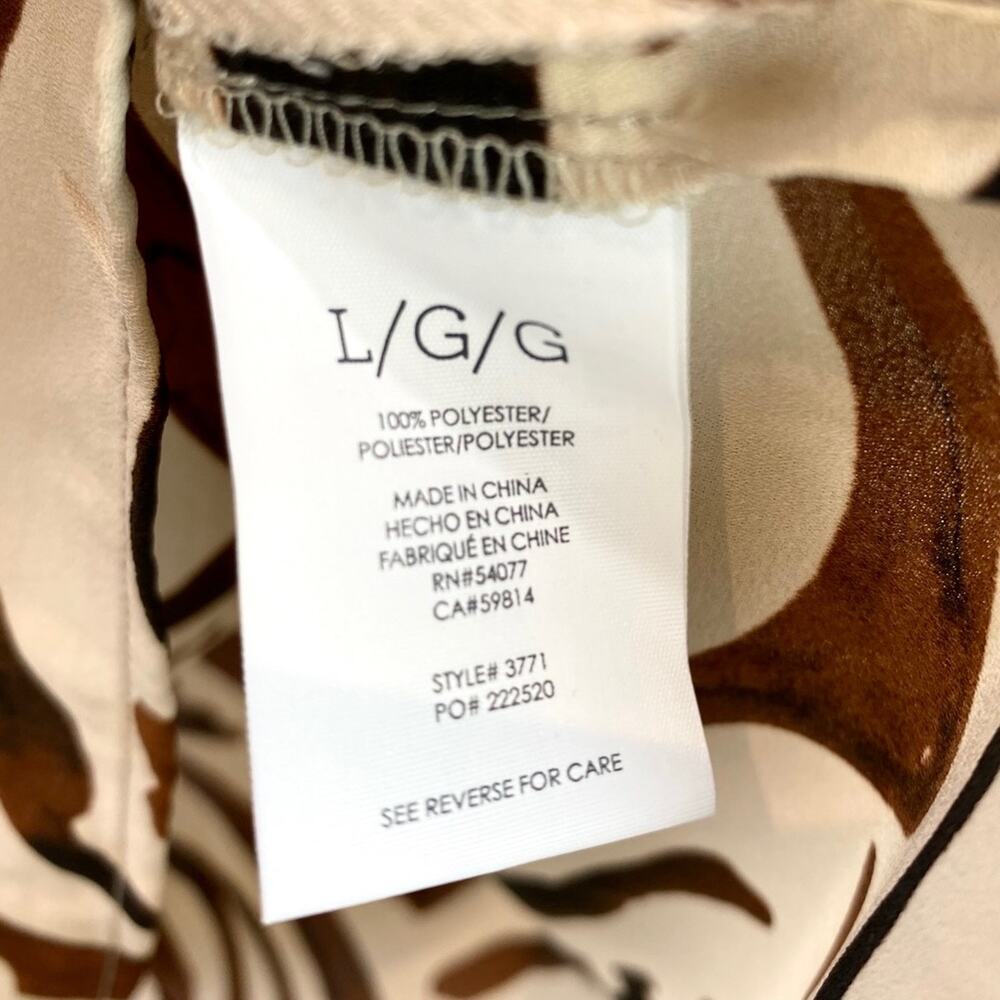 L/G/G
100% POLYESTER/
POLIESTER/POLYESTER
MADE IN CHINA
HECHO EN CHINA
FABRIQUÉ EN CHINE
RN#54077
CA#59814
STYLE# 3771
PO# 222520
SEE REVERSE FOR CARE